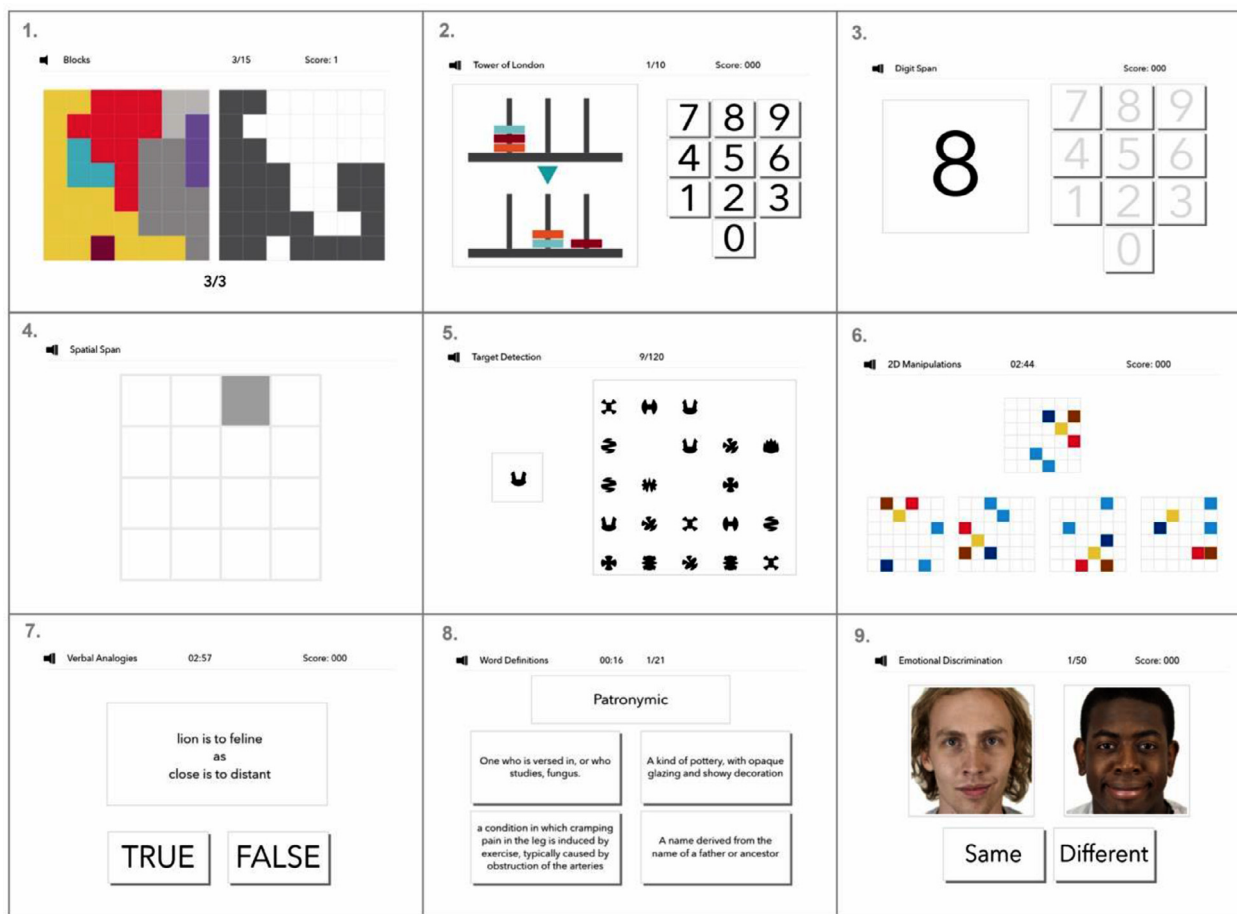 1.
Blocks 3/15 Score: 1
3/3
2.
Tower of London 1/10 Score: 000
7 8 9
4 5 6
1 2 3
0
3.
Digit Span Score: 000
8
7 8 9
4 5 6
1 2 3
0
4.
Spatial Span
5.
Target Detection 9/120
6.
2D Manipulations 02:44 Score: 000
7.
Verbal Analogies 02:57 Score: 000
lion is to feline
as
close is to distant
TRUE FALSE
8.
Word Definitions 00:16 1/21
Patronymic
One who is versed in, or who
studies, fungus.
A kind of pottery, with opaque
glazing and showy decoration
a condition in which cramping
pain in the leg is induced by
exercise, typically caused by
obstruction of the arteries
A name derived from the
name of a father or ancestor
9.
Emotional Discrimination 1/50 Score: 000
Same Different